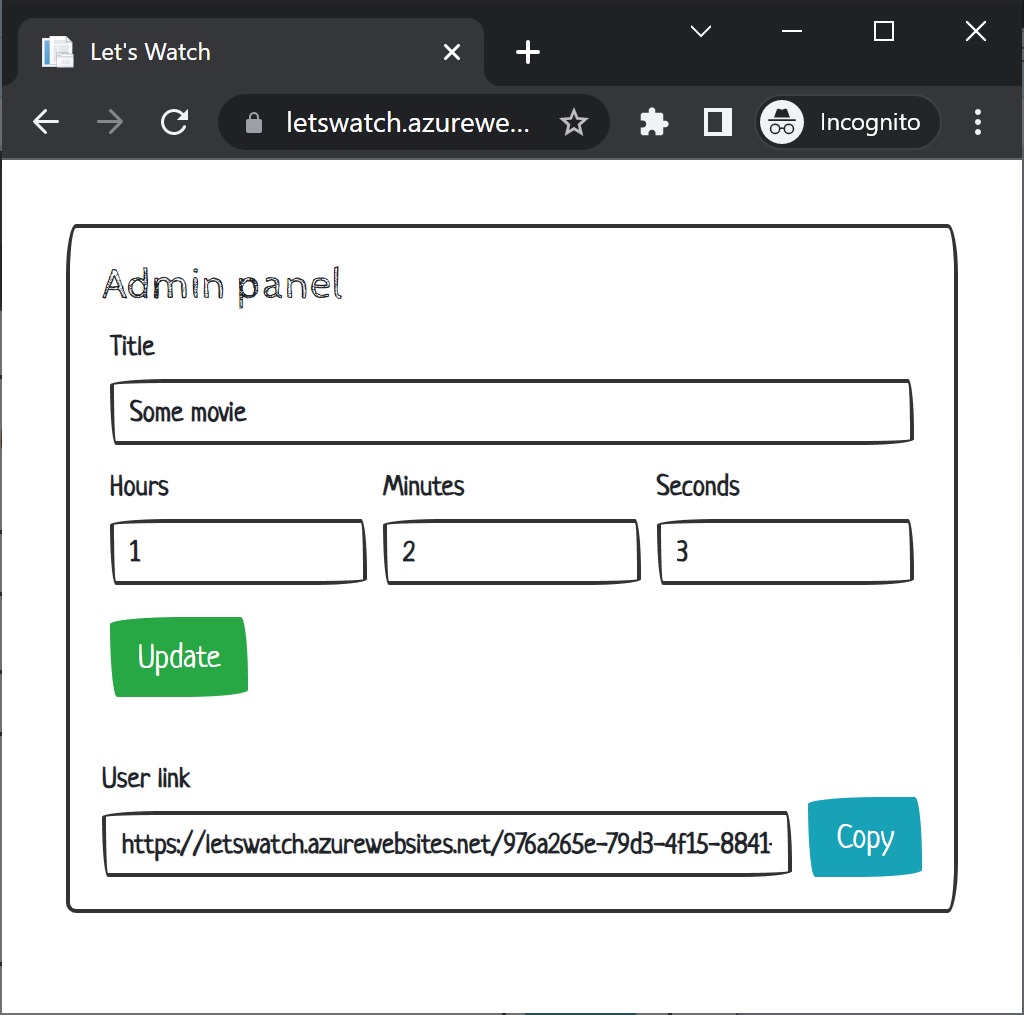 Let's Watch
letswatch.azurewe...
Incognito
Admin panel
Title
Some movie
Hours Minutes Seconds
1 2 3
Update
User link
https://letswatch.azurewebsites.net/976a265e-79d3-4f15-8841-
Copy